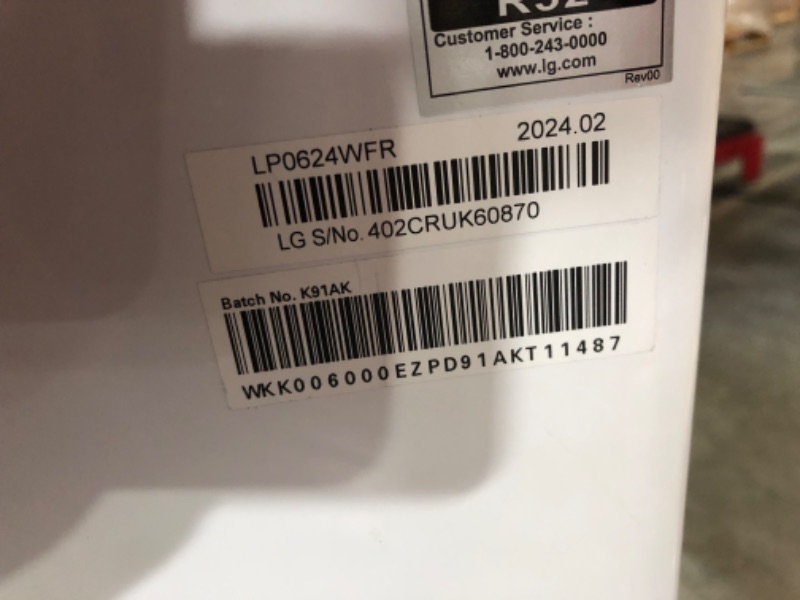 R32
Customer Service :
1-800-243-0000
www.lg.com
Rev00
LP0624WFR 2024.02
LG S/No. 402CRUK60870
Batch No. K91AK
WKK006000EZPD91AKT11487